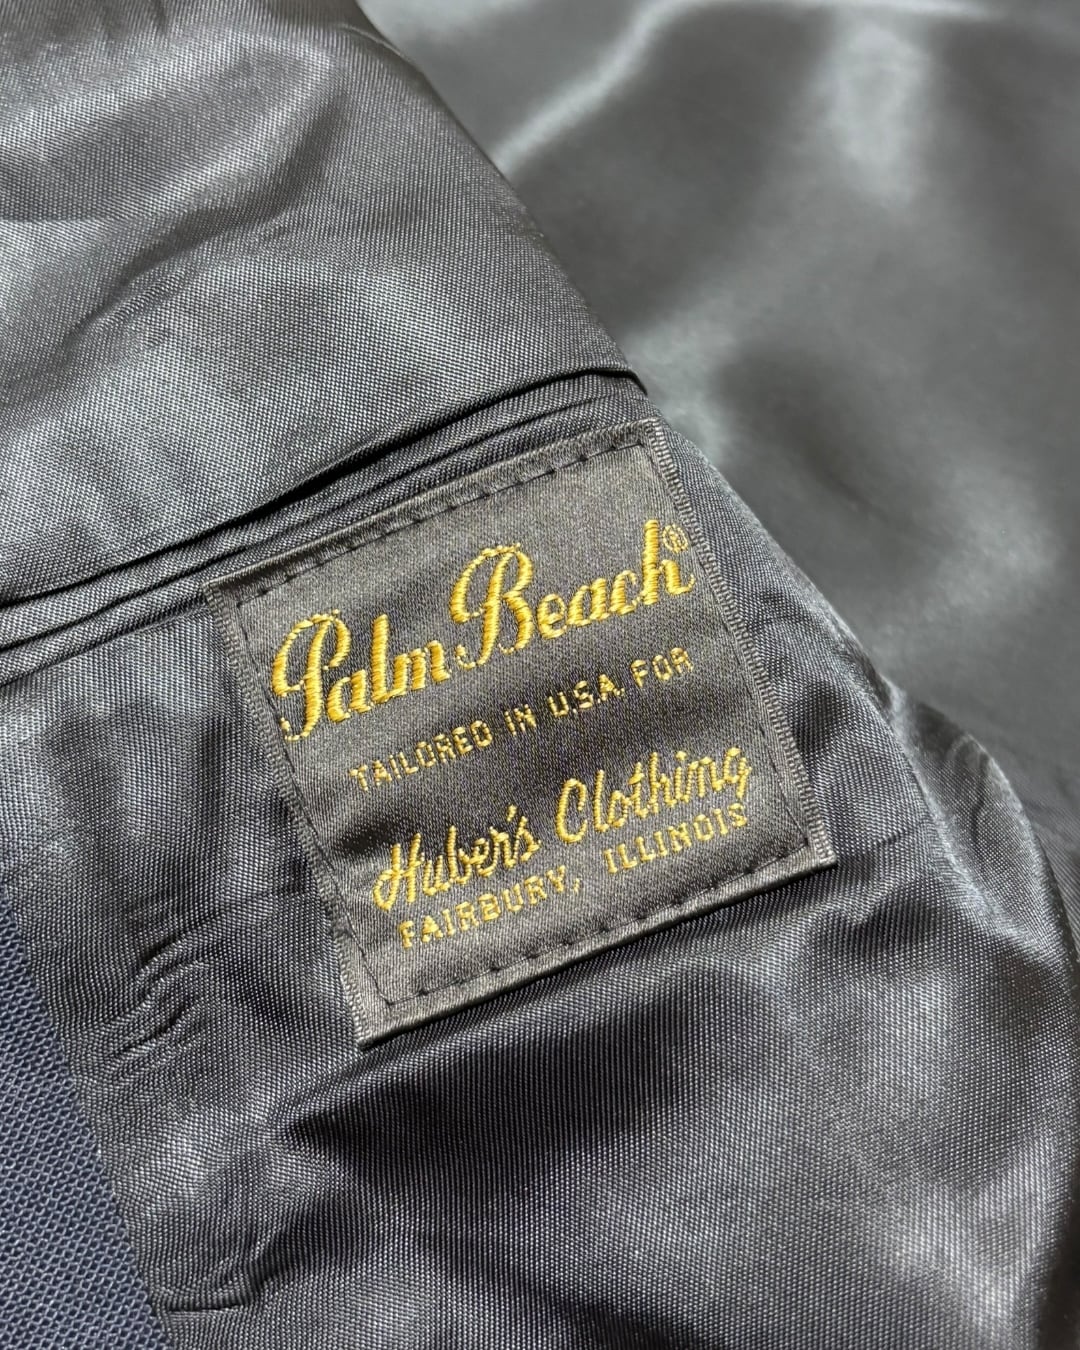 Palm Beach®
TAILORED IN U.S.A. FOR
Huber's Clothing
FAIRBURY, ILLINOIS